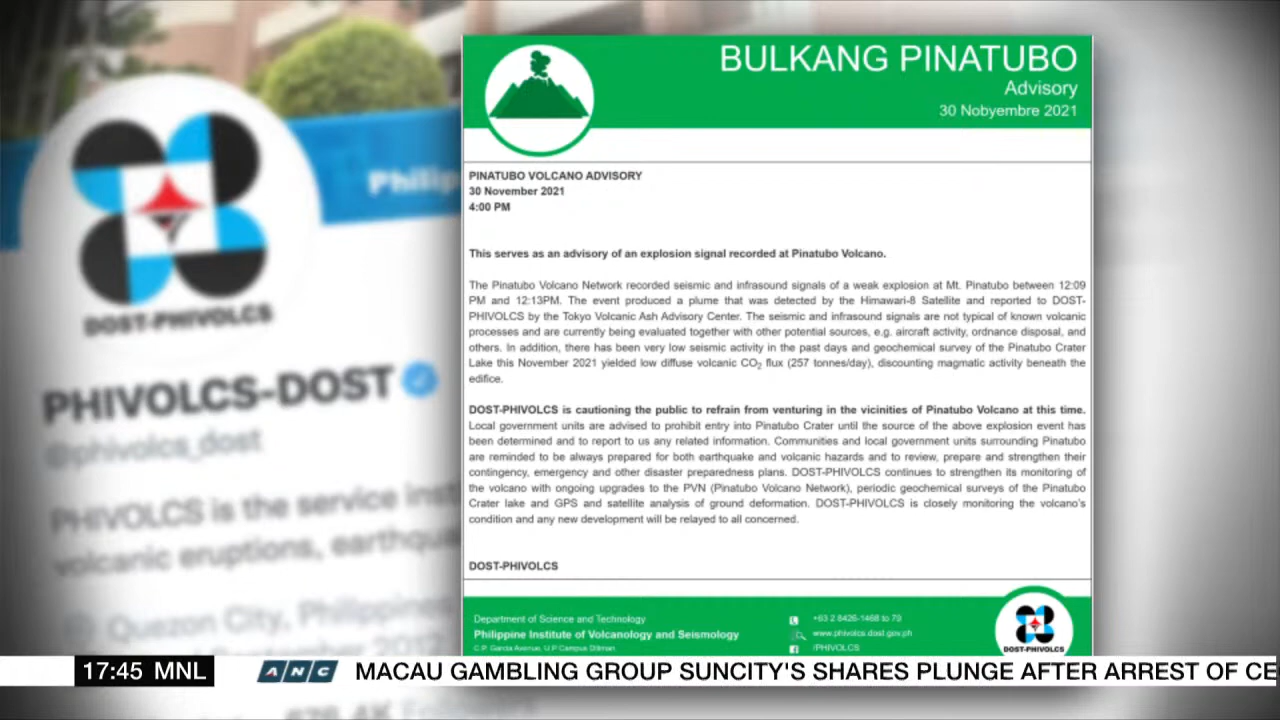 BULKANG PINATUBO
Advisory
30 Nobyembre 2021
PINATUBO VOLCANO ADVISORY
30 November 2021
4:00 PM
This serves as an advisory of an explosion signal recorded at Pinatubo Volcano.
The Pinatubo Volcano Network recorded seismic and infrasound signals of a weak explosion at Mt. Pinatubo between 12:09
PM and 12:13PM. The event produced a plume that was detected by the Himawari-8 Satellite and reported to DOST-
PHIVOLCS by the Tokyo Volcanic Ash Advisory Center. The seismic and infrasound signals are not typical of known volcanic
processes and are currently being evaluated together with other potential sources, e.g. aircraft activity, ordnance disposal, and
others. In addition, there has been very low seismic activity in the past days and geochemical survey of the Pinatubo Crater
Lake this November 2021 yielded low diffuse volcanic CO₂ flux (257 tonnes/day), discounting magmatic activity beneath the
edifice.
DOST-PHIVOLCS is cautioning the public to refrain from venturing in the vicinities of Pinatubo Volcano at this time.
Local government units are advised to prohibit entry into Pinatubo Crater until the source of the above explosion event has
been determined and to report to us any related information. Communities and local government units surrounding Pinatubo
are reminded to be always prepared for both earthquake and volcanic hazards and to review, prepare and strengthen their
contingency, emergency and other disaster preparedness plans. DOST-PHIVOLCS continues to strengthen its monitoring of
the volcano with ongoing upgrades to the PVN (Pinatubo Volcano Network), periodic geochemical surveys of the Pinatubo
Crater lake and GPS and satellite analysis of ground deformation. DOST-PHIVOLCS is closely monitoring the volcano's
condition and any new development will be relayed to all concerned.
DOST-PHIVOLCS
Department of Science and Technology
Philippine Institute of Volcanology and Seismology
C.P. Garcia Avenue, U.P. Campus Diliman
+63 2 8426-1468 to 79
www.phivolcs.dost.gov.ph
/PHIVOLCS
DOST-PHIVOLCS
Philip
DOST-PHIVOLCS
PHIVOLCS-DOST
@phivolcs_dost
PHIVOLCS is the service inst
volcanic eruptions, earthqua
Quezon City, Philippine
17:45 MNL
ANC
MACAU GAMBLING GROUP SUNCITY'S SHARES PLUNGE AFTER ARREST OF CE